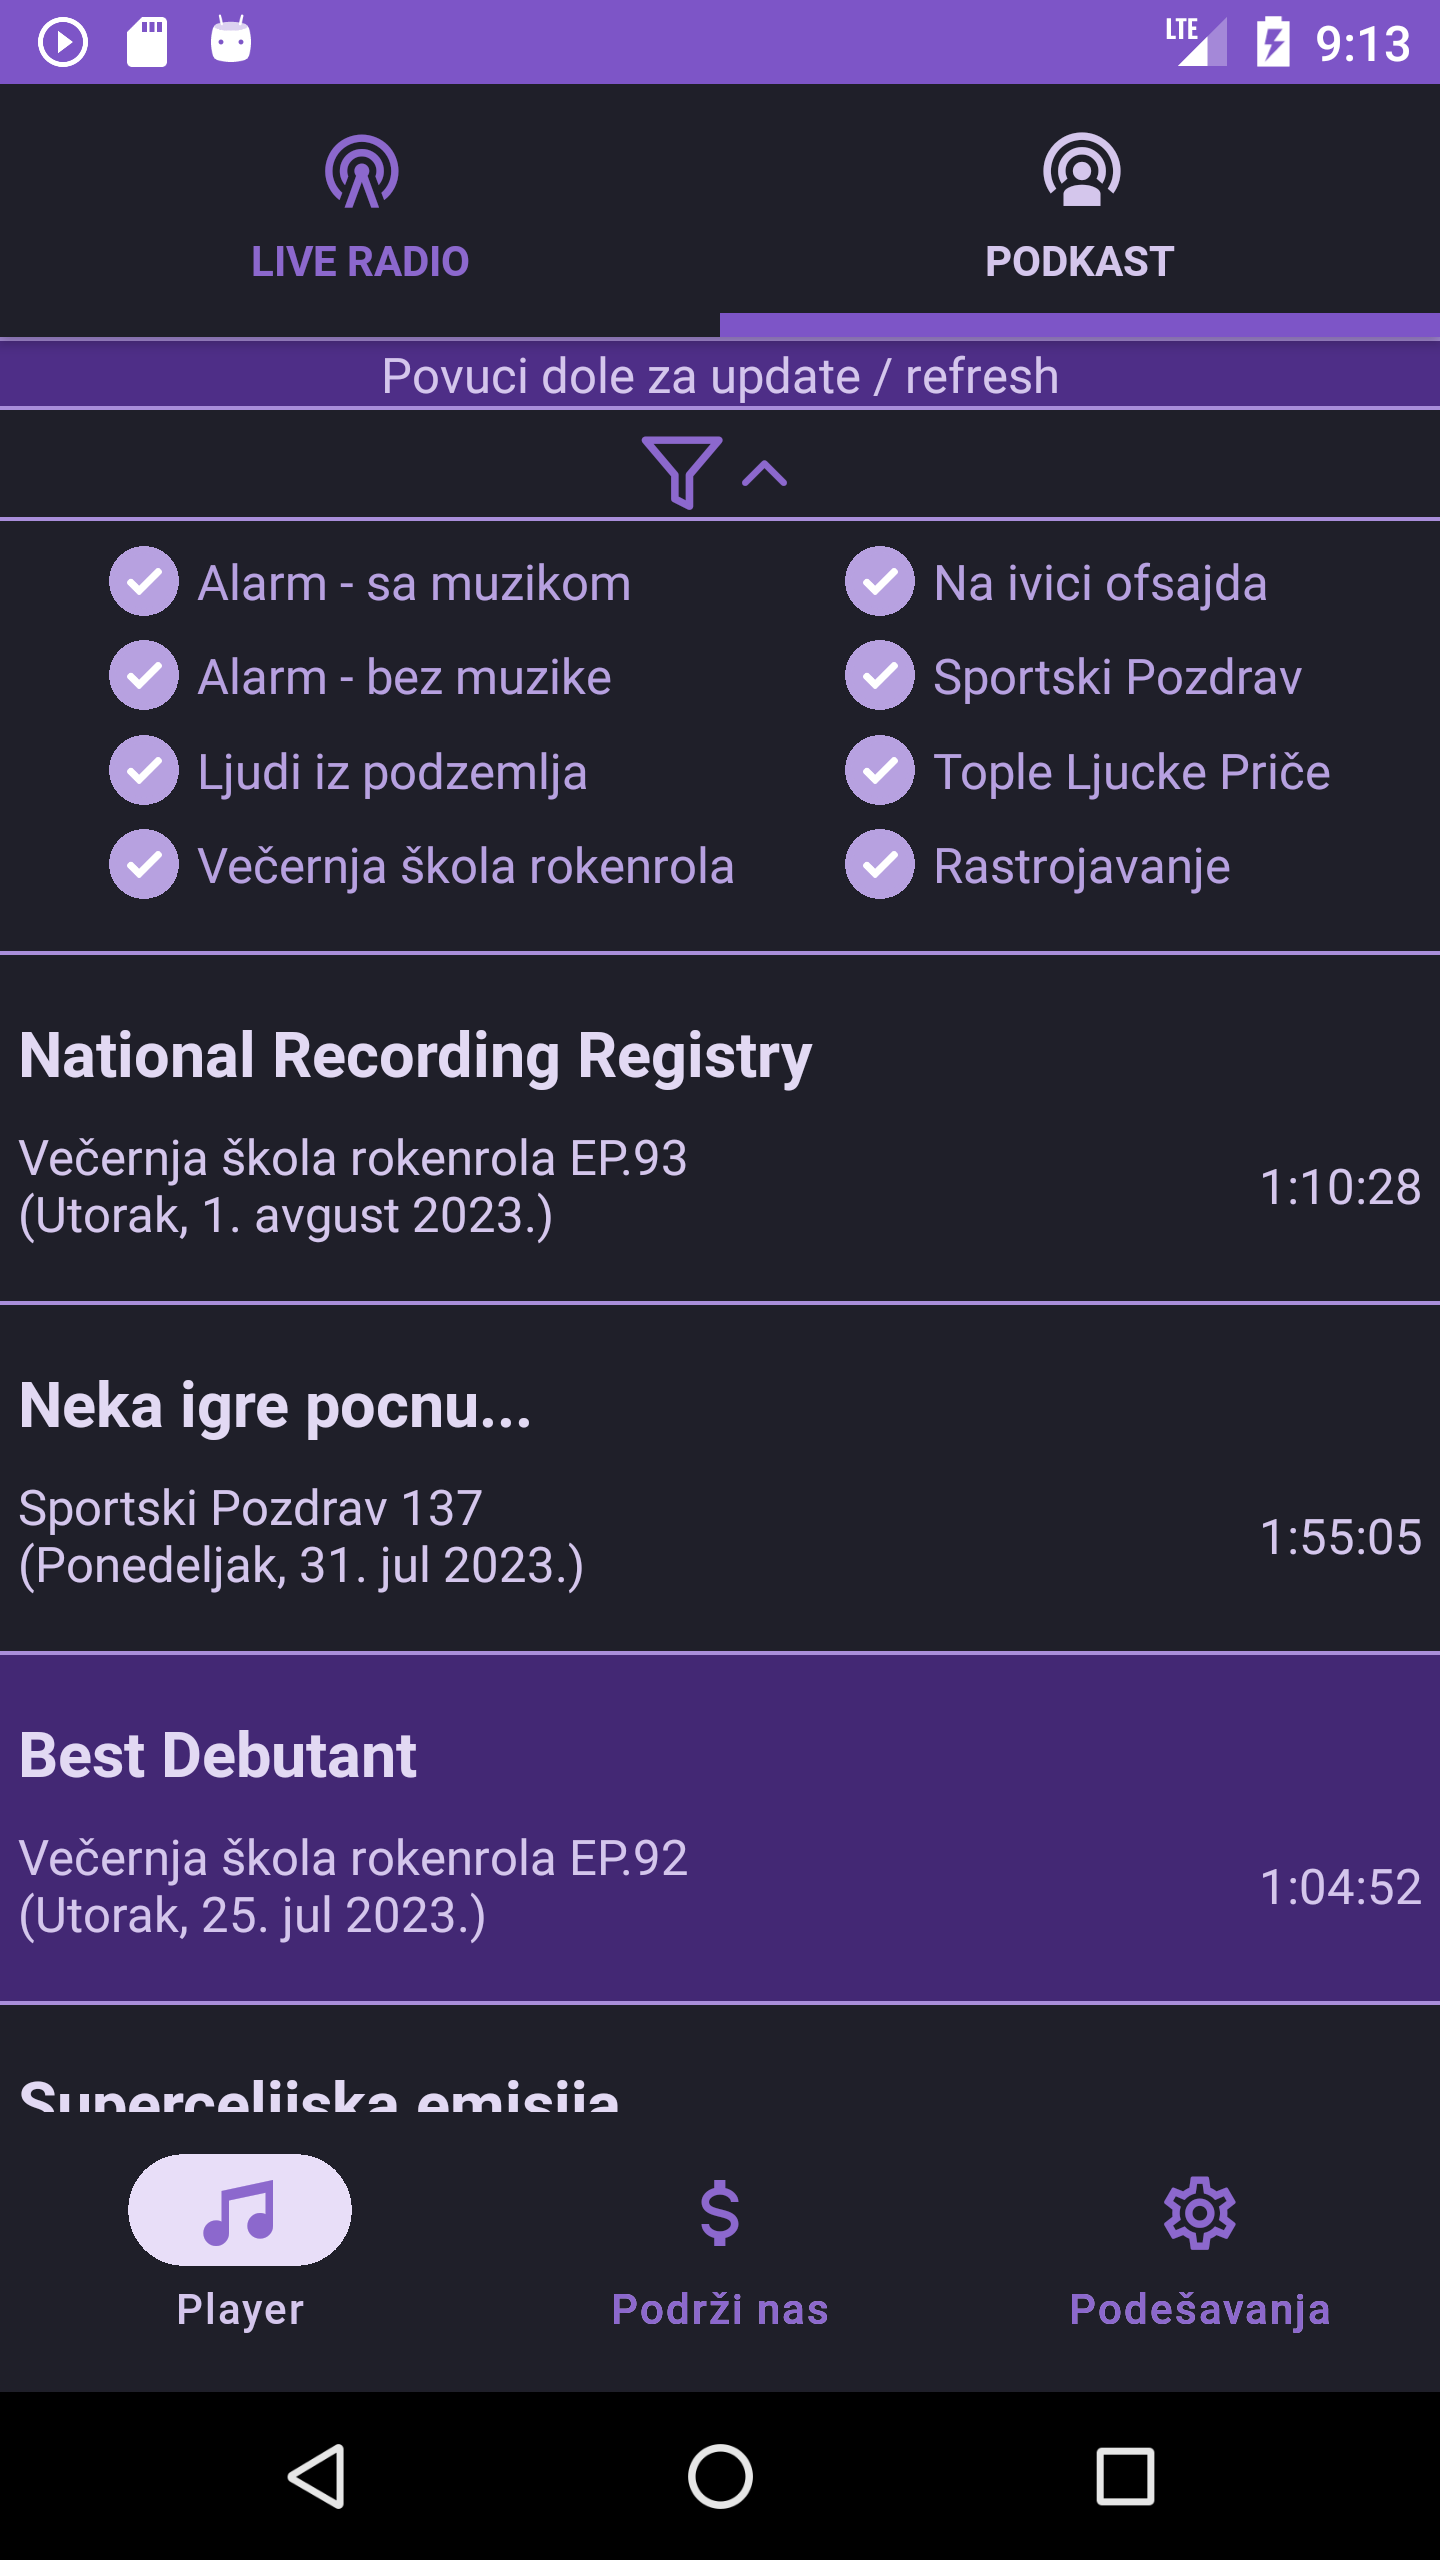 LTE 9:13
LIVE RADIO
PODKAST
Povuci dole za update / refresh
Alarm - sa muzikom
Na ivici ofsajda
Alarm - bez muzike
Sportski Pozdrav
Ljudi iz podzemlja
Tople Ljucke Priče
Večernja škola rokenrola
Rastrojavanje
National Recording Registry
Večernja škola rokenrola EP.93
(Utorak, 1. avgust 2023.)
1:10:28
Neka igre pocnu...
Sportski Pozdrav 137
(Ponedeljak, 31. jul 2023.)
1:55:05
Best Debutant
Večernja škola rokenrola EP.92
(Utorak, 25. jul 2023.)
1:04:52
Supercelijska emisija
Player
Podrži nas
Podešavanja